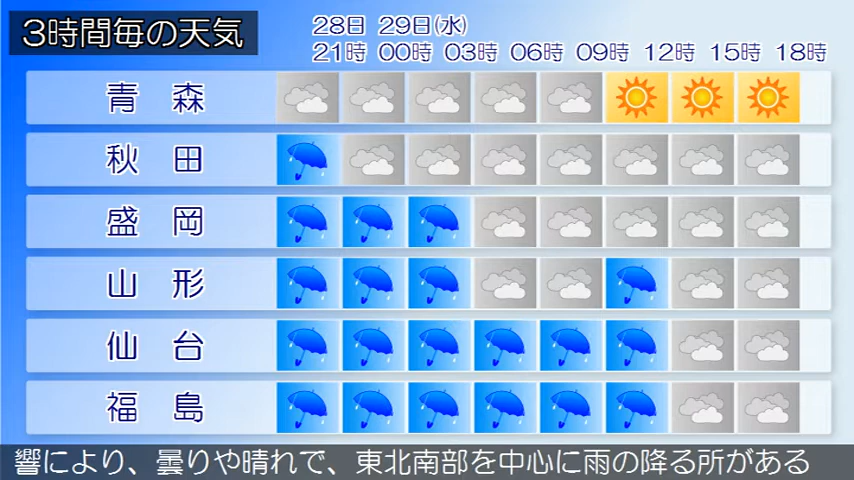 3時間毎の天気
28日 29日(水)
21時 00時 03時 06時 09時 12時 15時 18時
青 森
秋 田
盛 岡
山 形
仙 台
福 島
響により、曇りや晴れで、東北南部を中心に雨の降る所がある